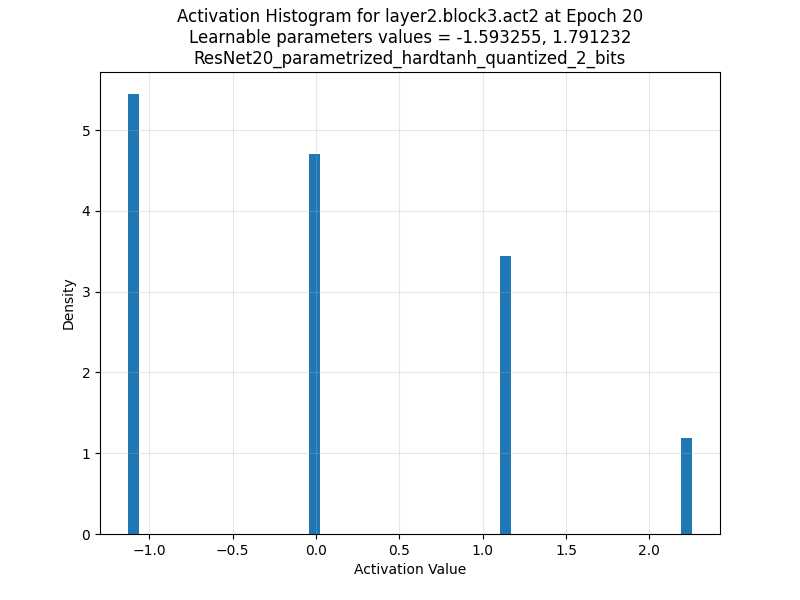 Activation Histogram for layer2.block3.act2 at Epoch 20
Learnable parameters values = -1.593255, 1.791232
ResNet20_parametrized_hardtanh_quantized_2_bits
5
4
3
2
1
0
Density
−1.0 −0.5 0.0 0.5 1.0 1.5 2.0
Activation Value